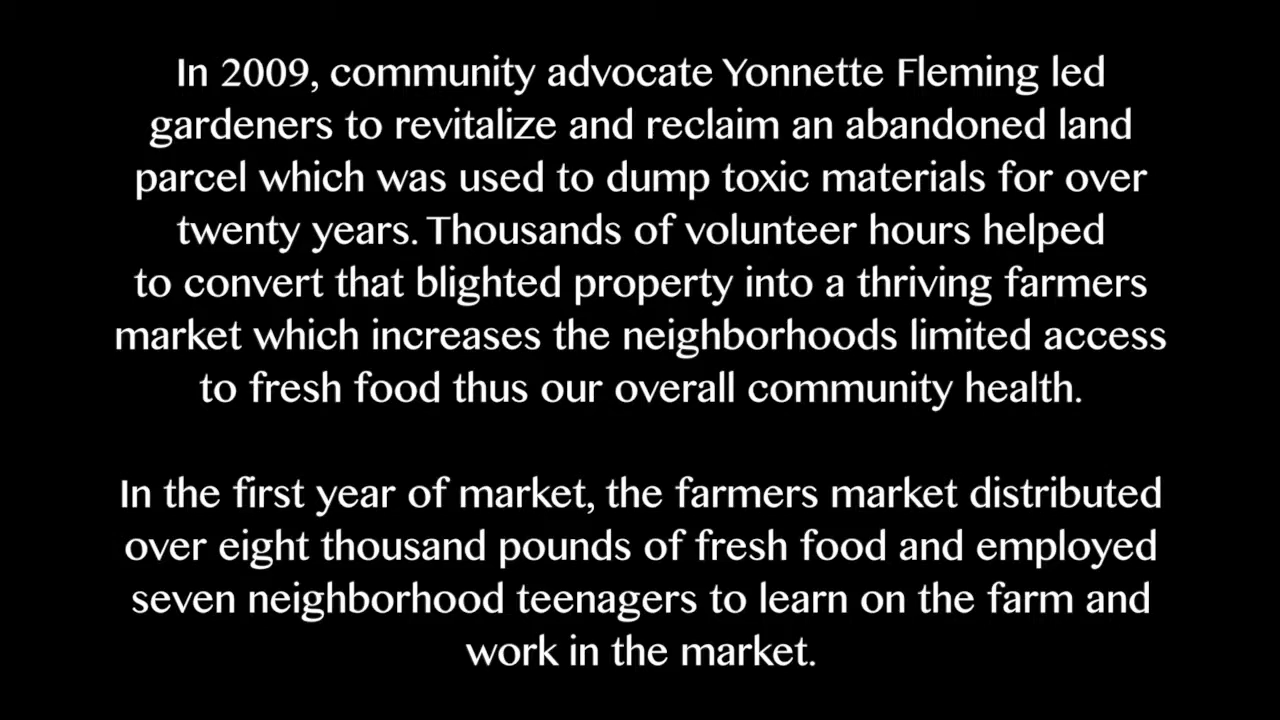 In 2009, community advocate Yonnette Fleming led
gardeners to revitalize and reclaim an abandoned land
parcel which was used to dump toxic materials for over
twenty years. Thousands of volunteer hours helped
to convert that blighted property into a thriving farmers
market which increases the neighborhoods limited access
to fresh food thus our overall community health.
In the first year of market, the farmers market distributed
over eight thousand pounds of fresh food and employed
seven neighborhood teenagers to learn on the farm and
work in the market.